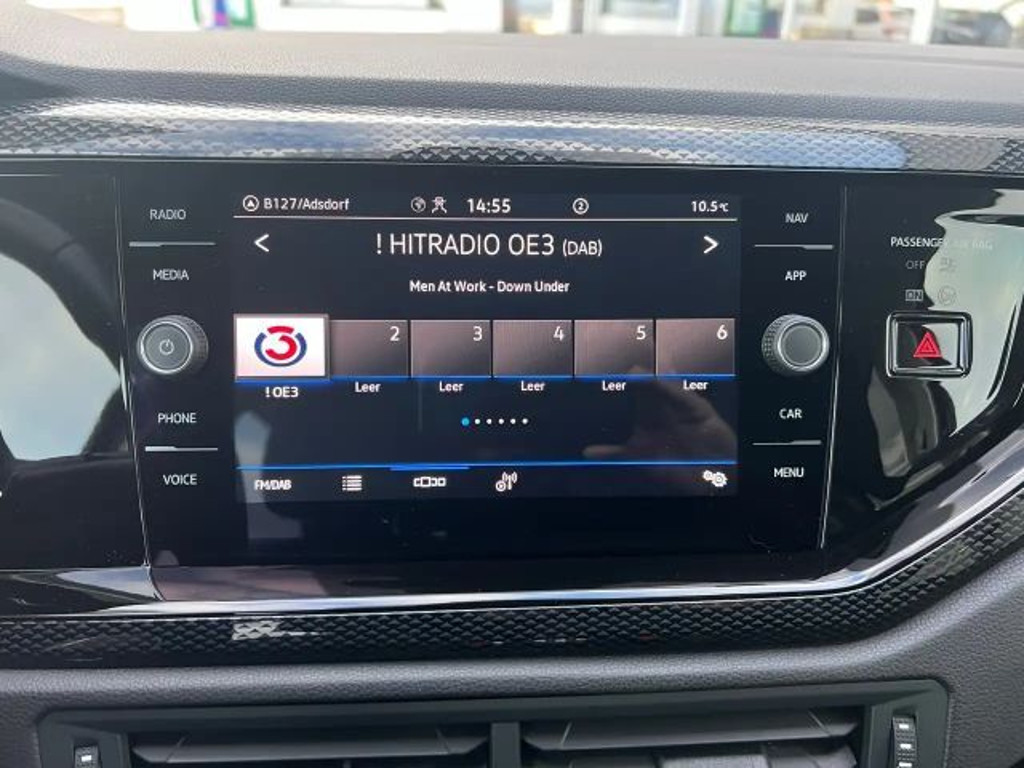 B127/Adsdorf 14:55 2 10.5°C
RADIO
MEDIA
PHONE
VOICE
< ! HITRADIO OE3 (DAB) >
Men At Work - Down Under
3 2 3 4 5 6
! OE3 Leer Leer Leer Leer Leer
FM/DAB
NAV
APP
CAR
MENU
PASSENGER AIR BAG
OFF